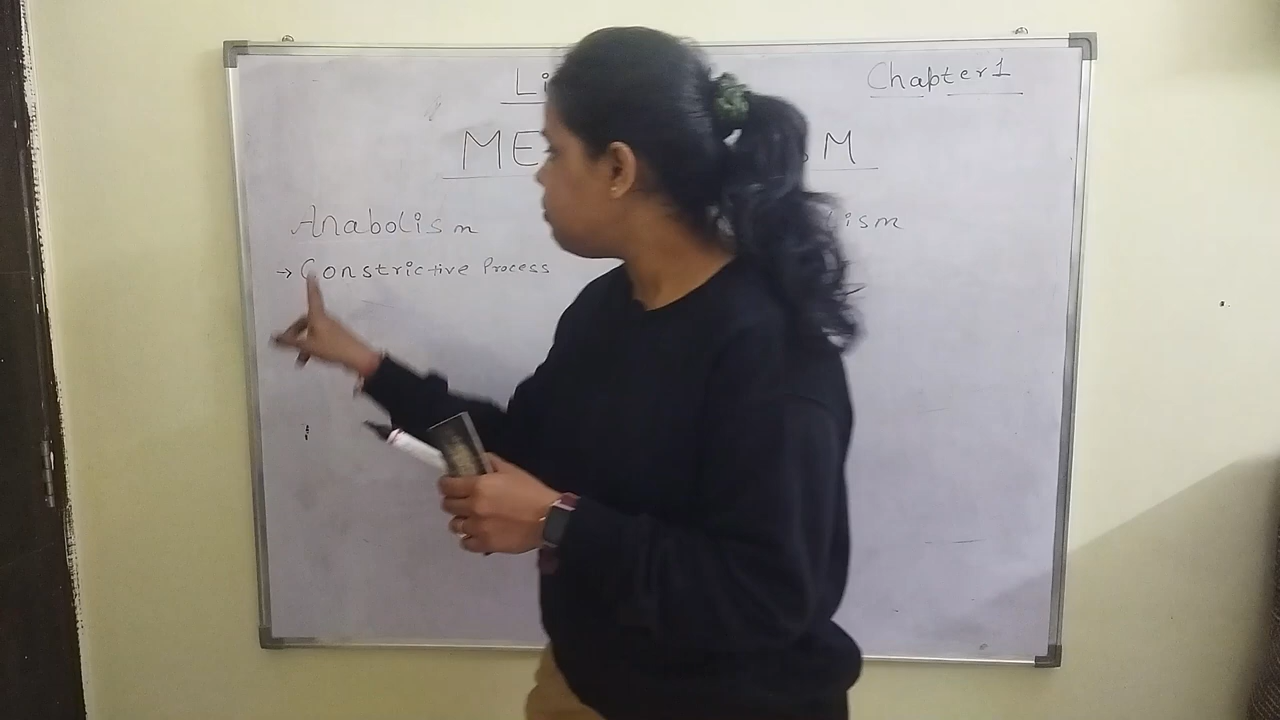 Li
Chapter 1
ME M
Anabolism lism
→ Constrictive Process